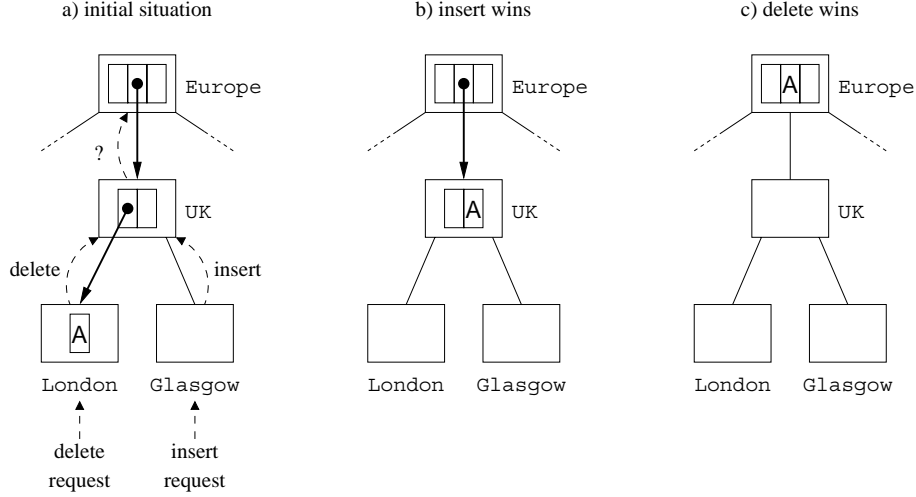 a) initial situation
b) insert wins
c) delete wins
Europe
Europe
A
Europe
?
UK
A
UK
UK
delete
insert
A
London
Glasgow
London
Glasgow
London
Glasgow
delete
request
insert
request